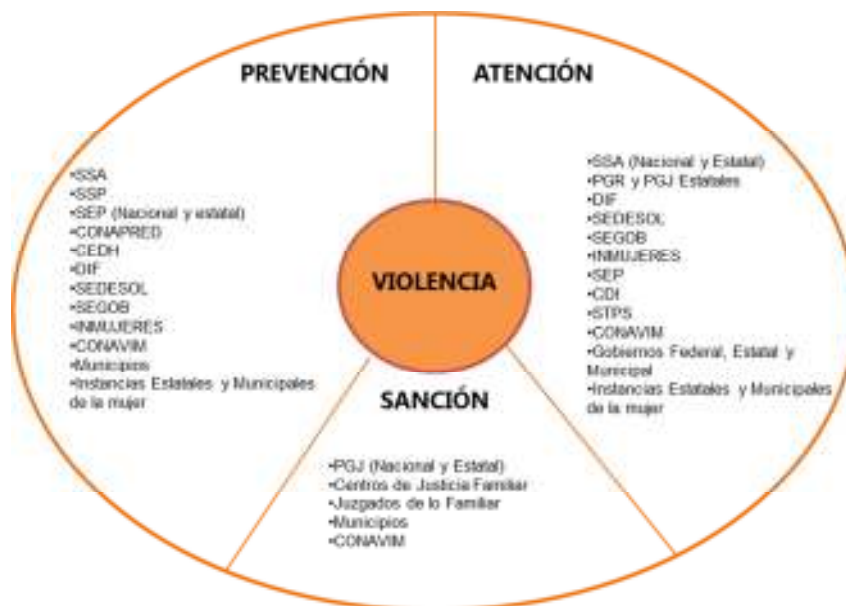 PREVENCIÓN
•SSA
•SSP
•SEP (Nacional y estatal)
•CONAPRED
•CEDH
•DIF
•SEDESOL
•SEGOB
•INMUJERES
•CONAVIM
•Municipios
•Instancias Estatales y Municipales
de la mujer
ATENCIÓN
•SSA (Nacional y Estatal)
•PGR y PGJ Estatales
•DIF
•SEDESOL
•SEGOB
•INMUJERES
•SEP
•CDI
•STPS
•CONAVIM
•Gobiernos Federal, Estatal y
Municipal
•Instancias Estatales y Municipales
de la mujer
VIOLENCIA
SANCIÓN
•PGJ (Nacional y Estatal)
•Centros de Justicia Familiar
•Juzgados de lo Familiar
•Municipios
•CONAVIM